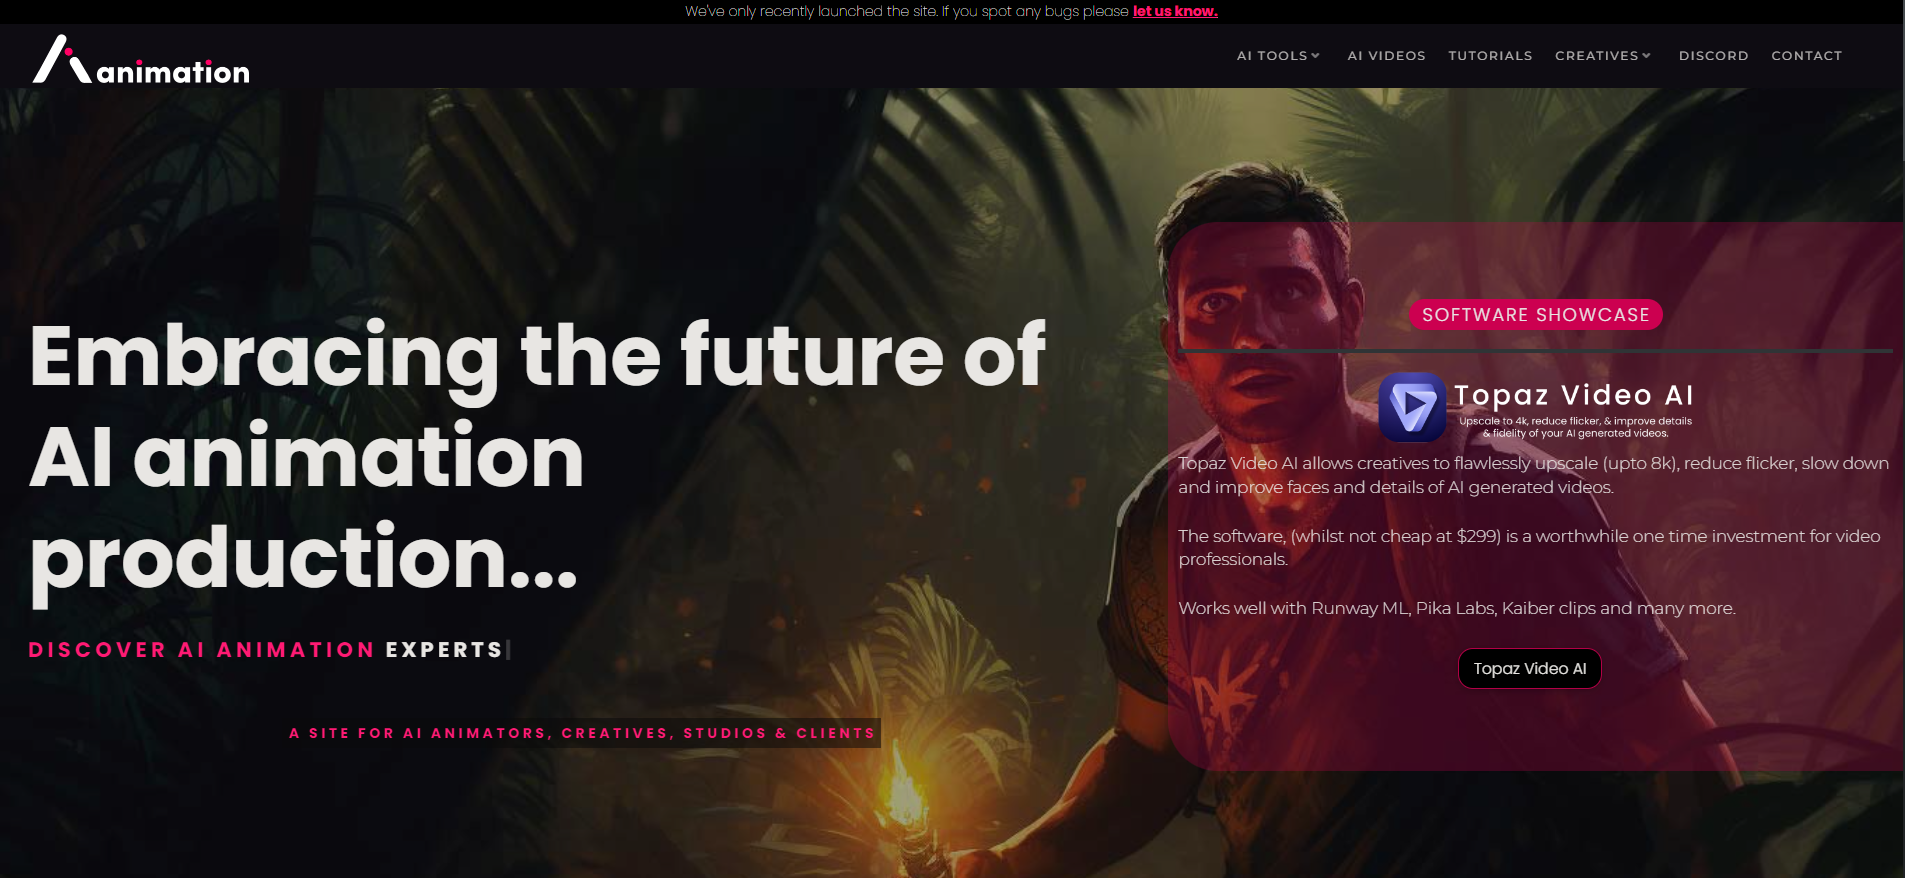 We've only recently launched the site. If you spot any bugs please let us know.
animation
AI TOOLS
AI VIDEOS
TUTORIALS
CREATIVES
DISCORD
CONTACT
Embracing the future of
AI animation
production...
DISCOVER AI ANIMATION EXPERTS
A SITE FOR AI ANIMATORS, CREATIVES, STUDIOS & CLIENTS
SOFTWARE SHOWCASE
Topaz Video AI
Upscale to 4k, reduce flicker, & improve details
& fidelity of your AI generated videos.
Topaz Video AI allows creatives to flawlessly upscale (upto 8k), reduce flicker, slow down
and improve faces and details of AI generated videos.
The software, (whilst not cheap at $299) is a worthwhile one time investment for video
professionals.
Works well with Runway ML, Pika Labs, Kaiber clips and many more.
Topaz Video AI